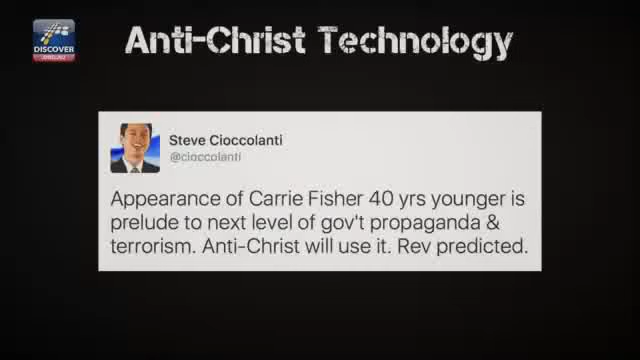 Anti-Christ Technology
DISCOVER
Steve Cioccolanti
@cioccolanti
Appearance of Carrie Fisher 40 yrs younger is
prelude to next level of gov't propaganda &
terrorism. Anti-Christ will use it. Rev predicted.